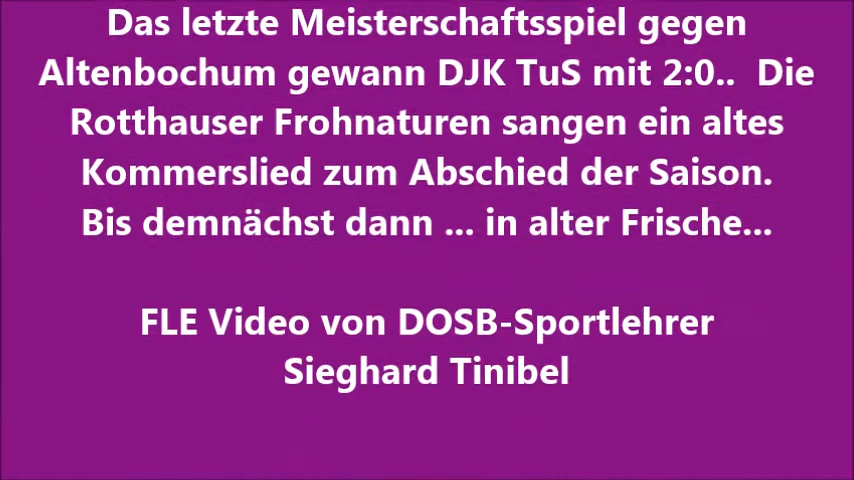 Das letzte Meisterschaftsspiel gegen
Altenbochum gewann DJK TuS mit 2:0..  Die
Rotthauser Frohnaturen sangen ein altes
Kommerslied zum Abschied der Saison.
Bis demnächst dann ... in alter Frische...
FLE Video von DOSB-Sportlehrer
Sieghard Tinibel